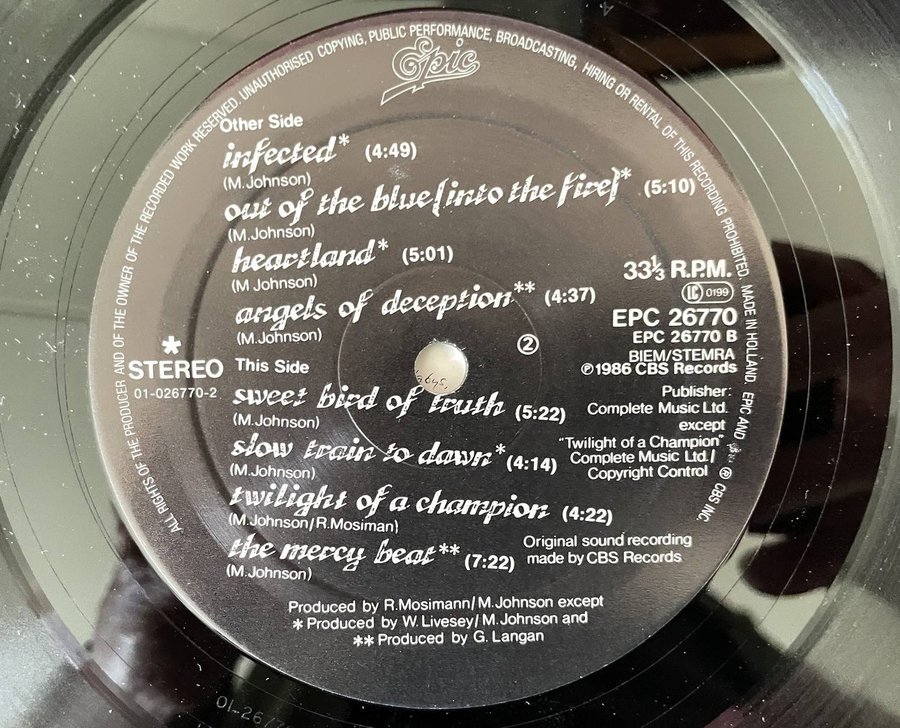 ALL RIGHTS OF THE PRODUCER AND OF THE OWNER OF THE RECORDED WORK RESERVED. UNAUTHORISED COPYING, PUBLIC PERFORMANCE, BROADCASTING, HIRING OR RENTAL OF THIS RECORDING PROHIBITED. MADE IN HOLLAND. EPIC AND ® CBS INC.
Epic
Other Side
infected* (4:49)
(M.Johnson)
out of the blue [into the fire]* (5:10)
(M.Johnson)
heartland* (5:01)
(M Johnson)
angels of deception** (4:37)
(M.Johnson)
33⅓ R.P.M.
LC 0199
EPC 26770
EPC 26770 B
BIEM/STEMRA
℗1986 CBS Records
②
*
STEREO
01-026770-2
This Side
sweet bird of truth (5:22)
(M.Johnson)
slow train to dawn* (4:14)
(M.Johnson)
twilight of a champion (4:22)
(M.Johnson/R.Mosiman)
the mercy beat** (7:22)
(M.Johnson)
Publisher:
Complete Music Ltd.
except
"Twilight of a Champion"
Complete Music Ltd./
Copyright Control
Original sound recording
made by CBS Records
Produced by R.Mosimann/M.Johnson except
* Produced by W. Livesey/M.Johnson and
** Produced by G. Langan